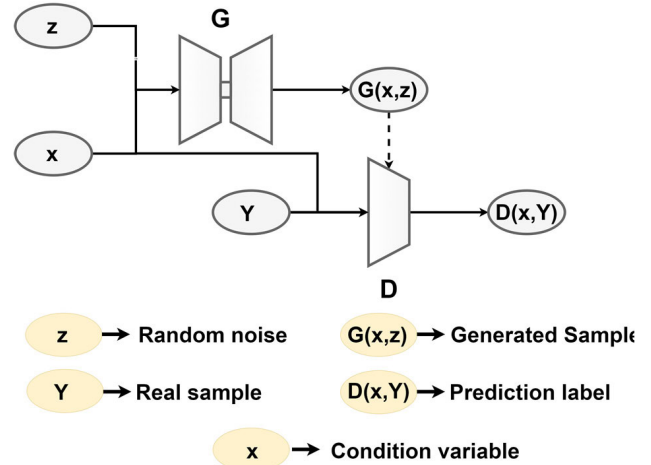 G
z
G(x,z)
x
Y
D(x,Y)
D
z Random noise
G(x,z) Generated Sample
Y Real sample
D(x,Y) Prediction label
x Condition variable